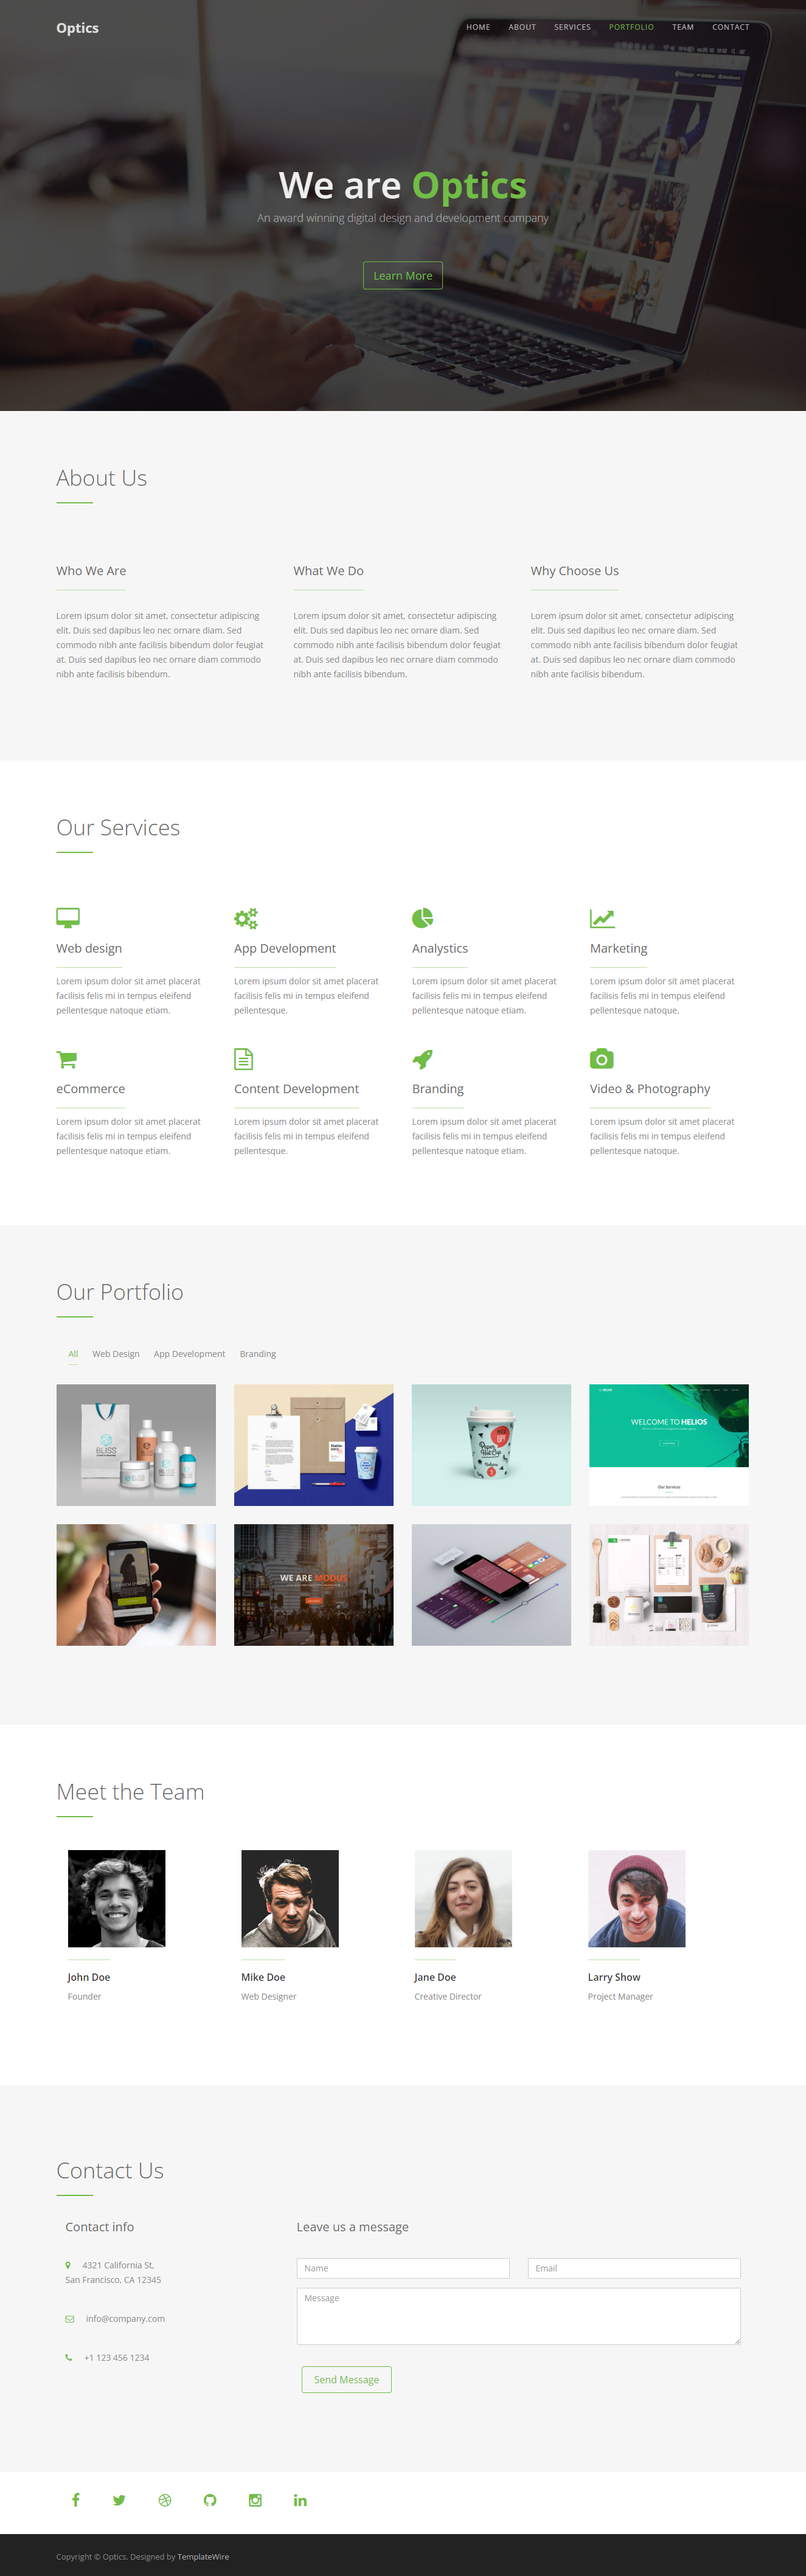 Optics
HOME ABOUT SERVICES PORTFOLIO TEAM CONTACT
We are Optics
An award winning digital design and development company
Learn More
About Us
Who We Are
Lorem ipsum dolor sit amet, consectetur adipiscing
elit. Duis sed dapibus leo nec ornare diam. Sed
commodo nibh ante facilisis bibendum dolor feugiat
at. Duis sed dapibus leo nec ornare diam commodo
nibh ante facilisis bibendum.
What We Do
Lorem ipsum dolor sit amet, consectetur adipiscing
elit. Duis sed dapibus leo nec ornare diam. Sed
commodo nibh ante facilisis bibendum dolor feugiat
at. Duis sed dapibus leo nec ornare diam commodo
nibh ante facilisis bibendum.
Why Choose Us
Lorem ipsum dolor sit amet, consectetur adipiscing
elit. Duis sed dapibus leo nec ornare diam. Sed
commodo nibh ante facilisis bibendum dolor feugiat
at. Duis sed dapibus leo nec ornare diam commodo
nibh ante facilisis bibendum.
Our Services
Web design
Lorem ipsum dolor sit amet placerat
facilisis felis mi in tempus eleifend
pellentesque natoque etiam.
App Development
Lorem ipsum dolor sit amet placerat
facilisis felis mi in tempus eleifend
pellentesque.
Analystics
Lorem ipsum dolor sit amet placerat
facilisis felis mi in tempus eleifend
pellentesque natoque etiam.
Marketing
Lorem ipsum dolor sit amet placerat
facilisis felis mi in tempus eleifend
pellentesque natoque.
eCommerce
Lorem ipsum dolor sit amet placerat
facilisis felis mi in tempus eleifend
pellentesque natoque etiam.
Content Development
Lorem ipsum dolor sit amet placerat
facilisis felis mi in tempus eleifend
pellentesque.
Branding
Lorem ipsum dolor sit amet placerat
facilisis felis mi in tempus eleifend
pellentesque natoque etiam.
Video & Photography
Lorem ipsum dolor sit amet placerat
facilisis felis mi in tempus eleifend
pellentesque natoque.
Our Portfolio
All Web Design App Development Branding
BLISS
WELCOME TO HELIOS
Our Services
WE ARE MODUS
Meet the Team
John Doe
Founder
Mike Doe
Web Designer
Jane Doe
Creative Director
Larry Show
Project Manager
Contact Us
Contact info
4321 California St,
San Francisco, CA 12345
info@company.com
+1 123 456 1234
Leave us a message
Name
Email
Message
Send Message
Copyright © Optics. Designed by TemplateWire